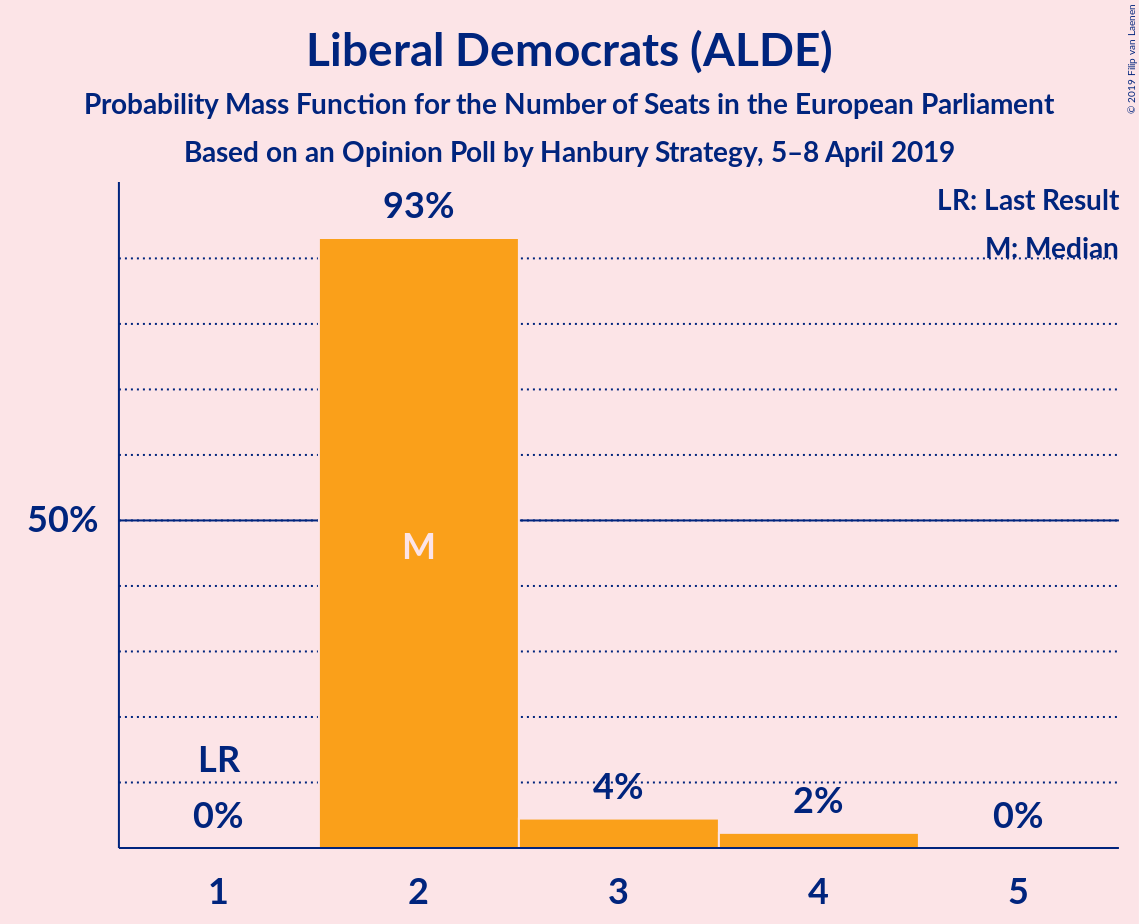 Liberal Democrats (ALDE)
Probability Mass Function for the Number of Seats in the European Parliament
Based on an Opinion Poll by Hanbury Strategy, 5–8 April 2019
© 2019 Filip van Laenen
LR: Last Result
M: Median
93%
50%
M
LR
0%
4%
2%
0%
1
2
3
4
5